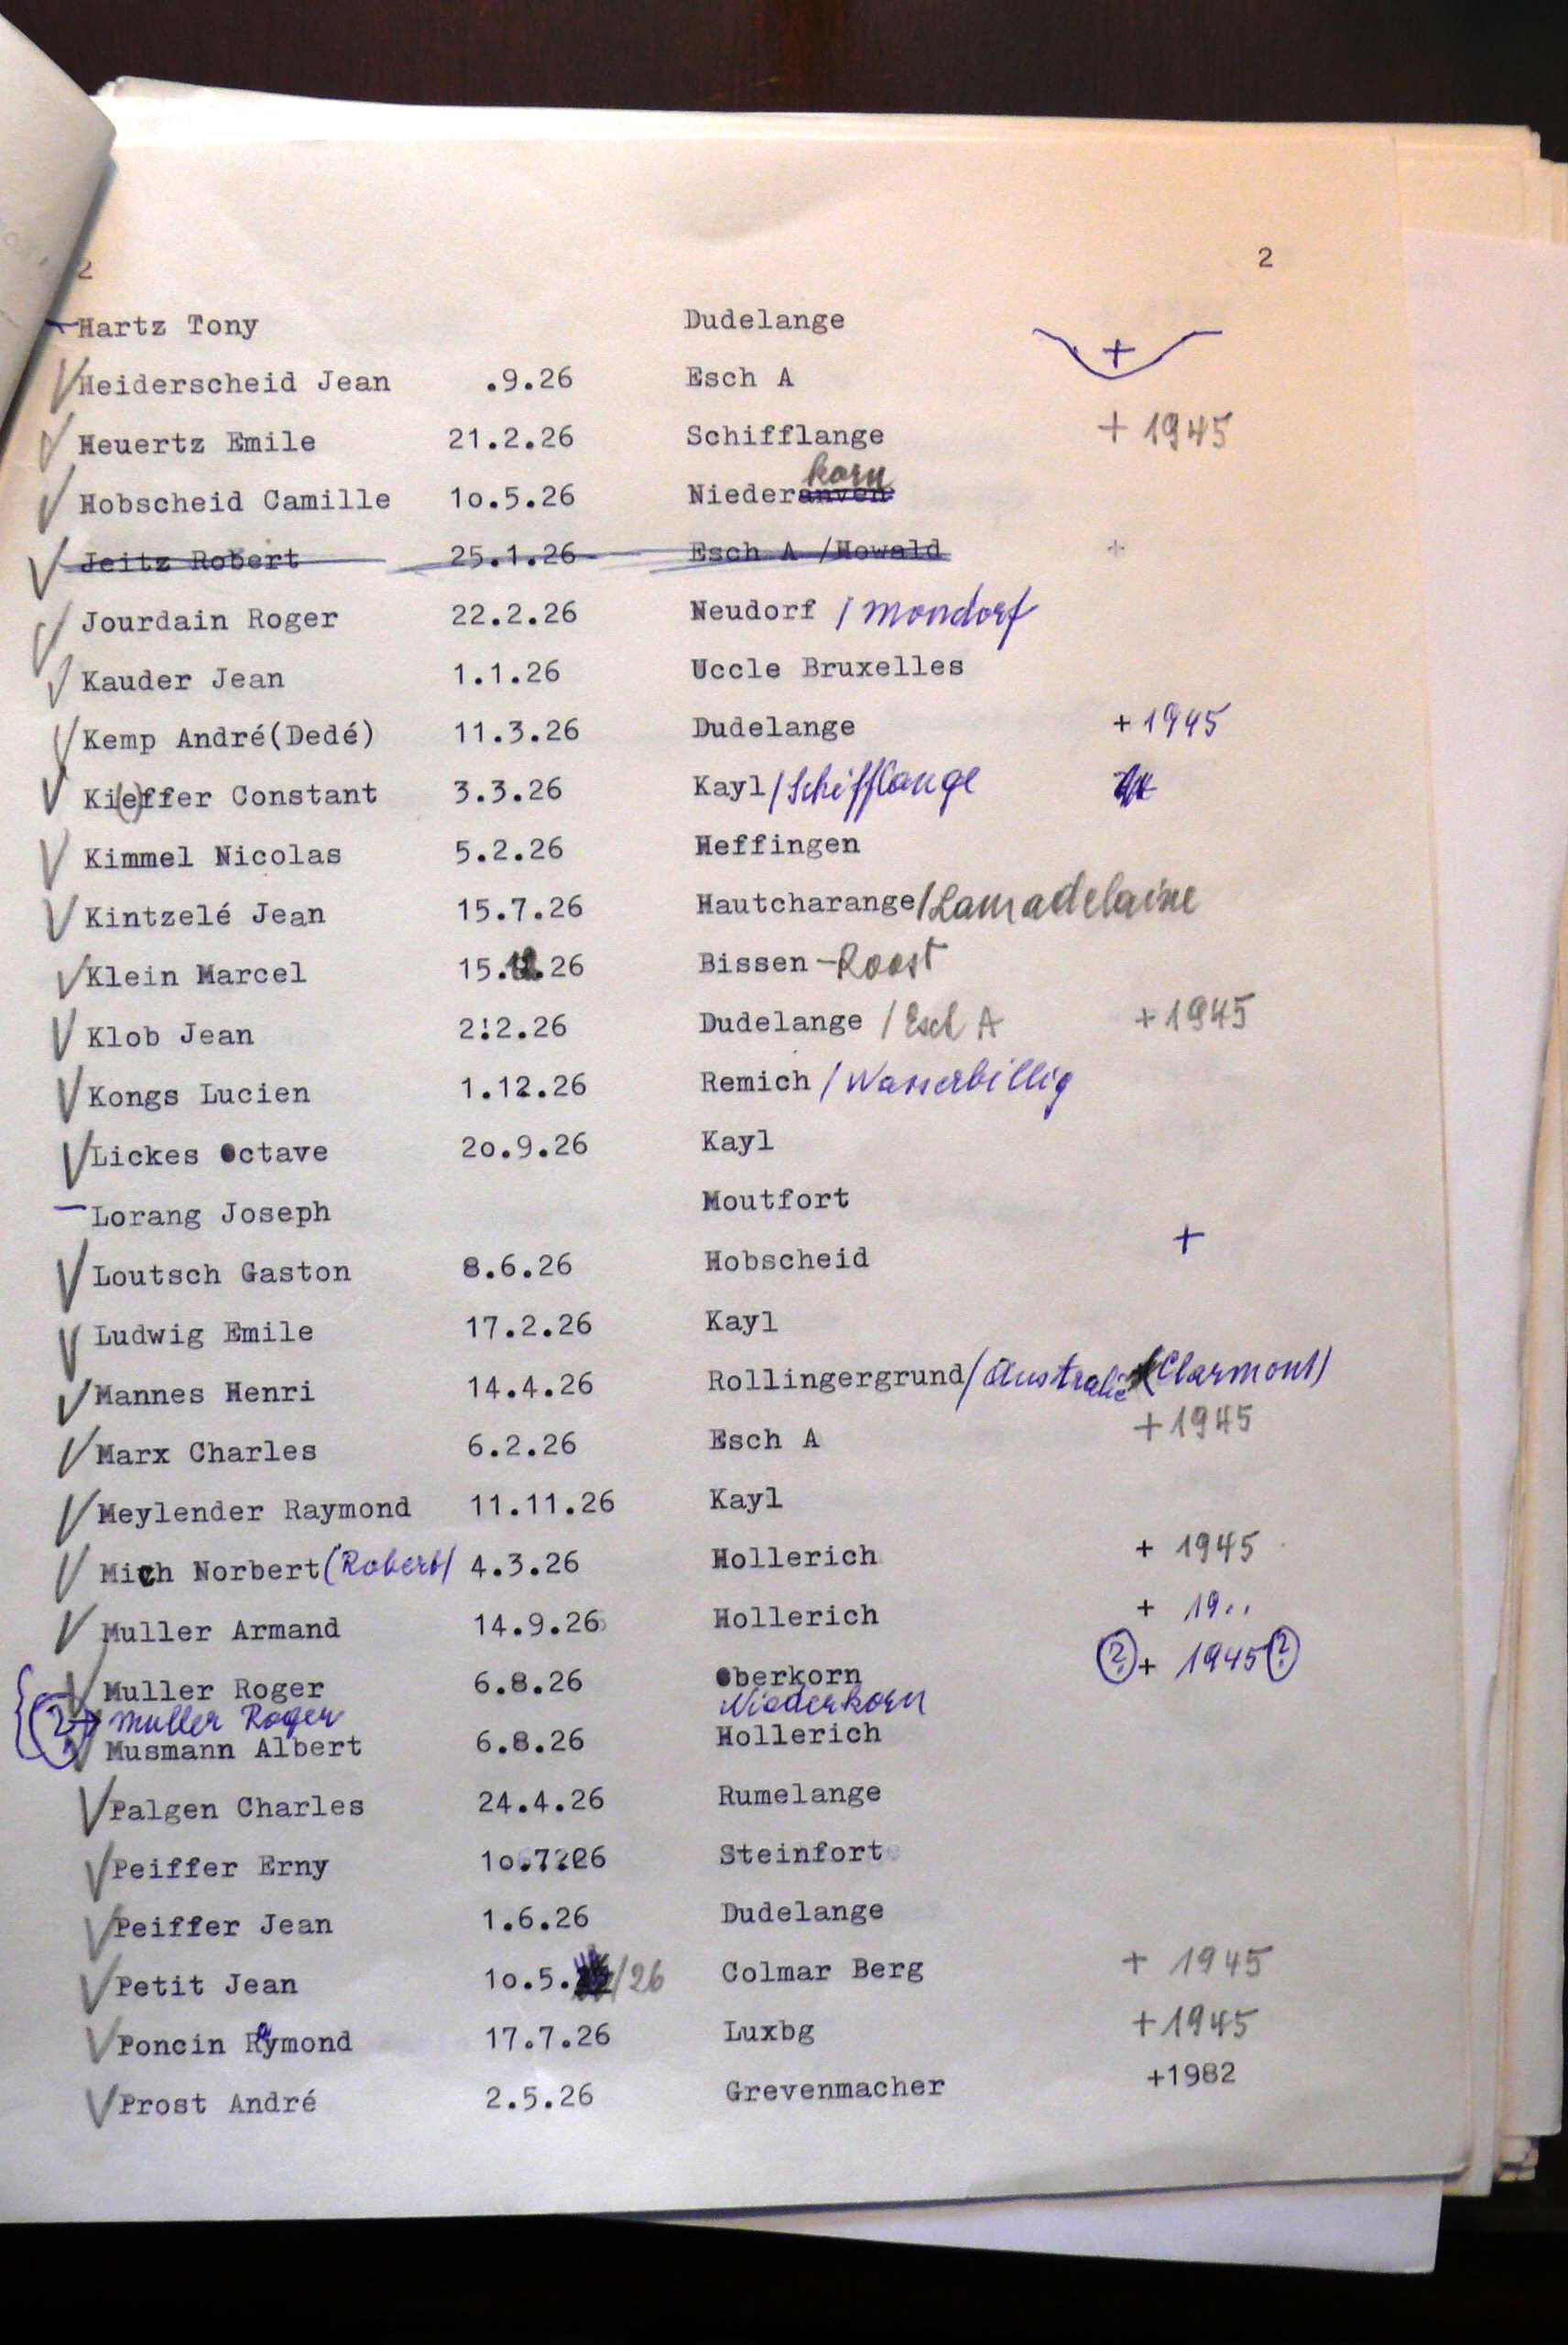 2 2
Hartz Tony Dudelange
+
Heiderscheid Jean .9.26 Esch A
Heuertz Emile 21.2.26 Schifflange + 1945
Hobscheid Camille 1o.5.26 Niederanven korn
Jeitz Robert 25.1.26 Esch A /Howald +
Jourdain Roger 22.2.26 Neudorf / Mondorf
Kauder Jean 1.1.26 Uccle Bruxelles
Kemp André(Dedé) 11.3.26 Dudelange + 1945
Ki(e)ffer Constant 3.3.26 Kayl/Schifflange
Kimmel Nicolas 5.2.26 Heffingen
Kintzelé Jean 15.7.26 Hautcharange/Lamadelaine
Klein Marcel 15. .26 Bissen-Roost
Klob Jean 2!2.26 Dudelange / Esch A + 1945
Kongs Lucien 1.12.26 Remich / Wasserbillig
Lickes Octave 2o.9.26 Kayl
Lorang Joseph Moutfort
Loutsch Gaston 8.6.26 Hobscheid +
Ludwig Emile 17.2.26 Kayl
Mannes Henri 14.4.26 Rollingergrund/Australie (Clarmont)
Marx Charles 6.2.26 Esch A + 1945
Meylender Raymond 11.11.26 Kayl
Mich Norbert (Robert) 4.3.26 Hollerich + 1945
Muller Armand 14.9.26 Hollerich + 19..
Muller Roger 6.8.26 Oberkorn ? + 1945 ?
? Muller Roger Niederkorn
Musmann Albert 6.8.26 Hollerich
Palgen Charles 24.4.26 Rumelange
Peiffer Erny 1o.7.26 Steinfort
Peiffer Jean 1.6.26 Dudelange
Petit Jean 1o.5. /26 Colmar Berg + 1945
Poncin Raymond 17.7.26 Luxbg + 1945
Prost André 2.5.26 Grevenmacher +1982